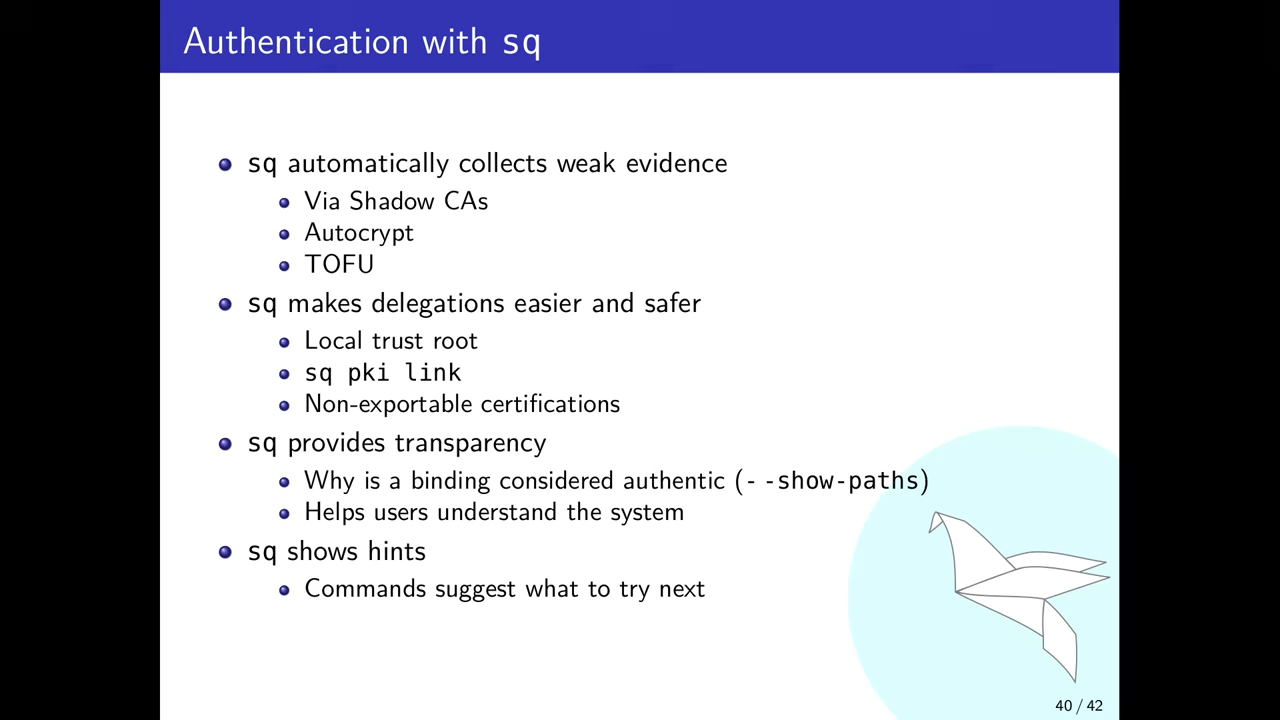 Authentication with sq
sq automatically collects weak evidence
Via Shadow CAs
Autocrypt
TOFU
sq makes delegations easier and safer
Local trust root
sq pki link
Non-exportable certifications
sq provides transparency
Why is a binding considered authentic (--show-paths)
Helps users understand the system
sq shows hints
Commands suggest what to try next
40 / 42